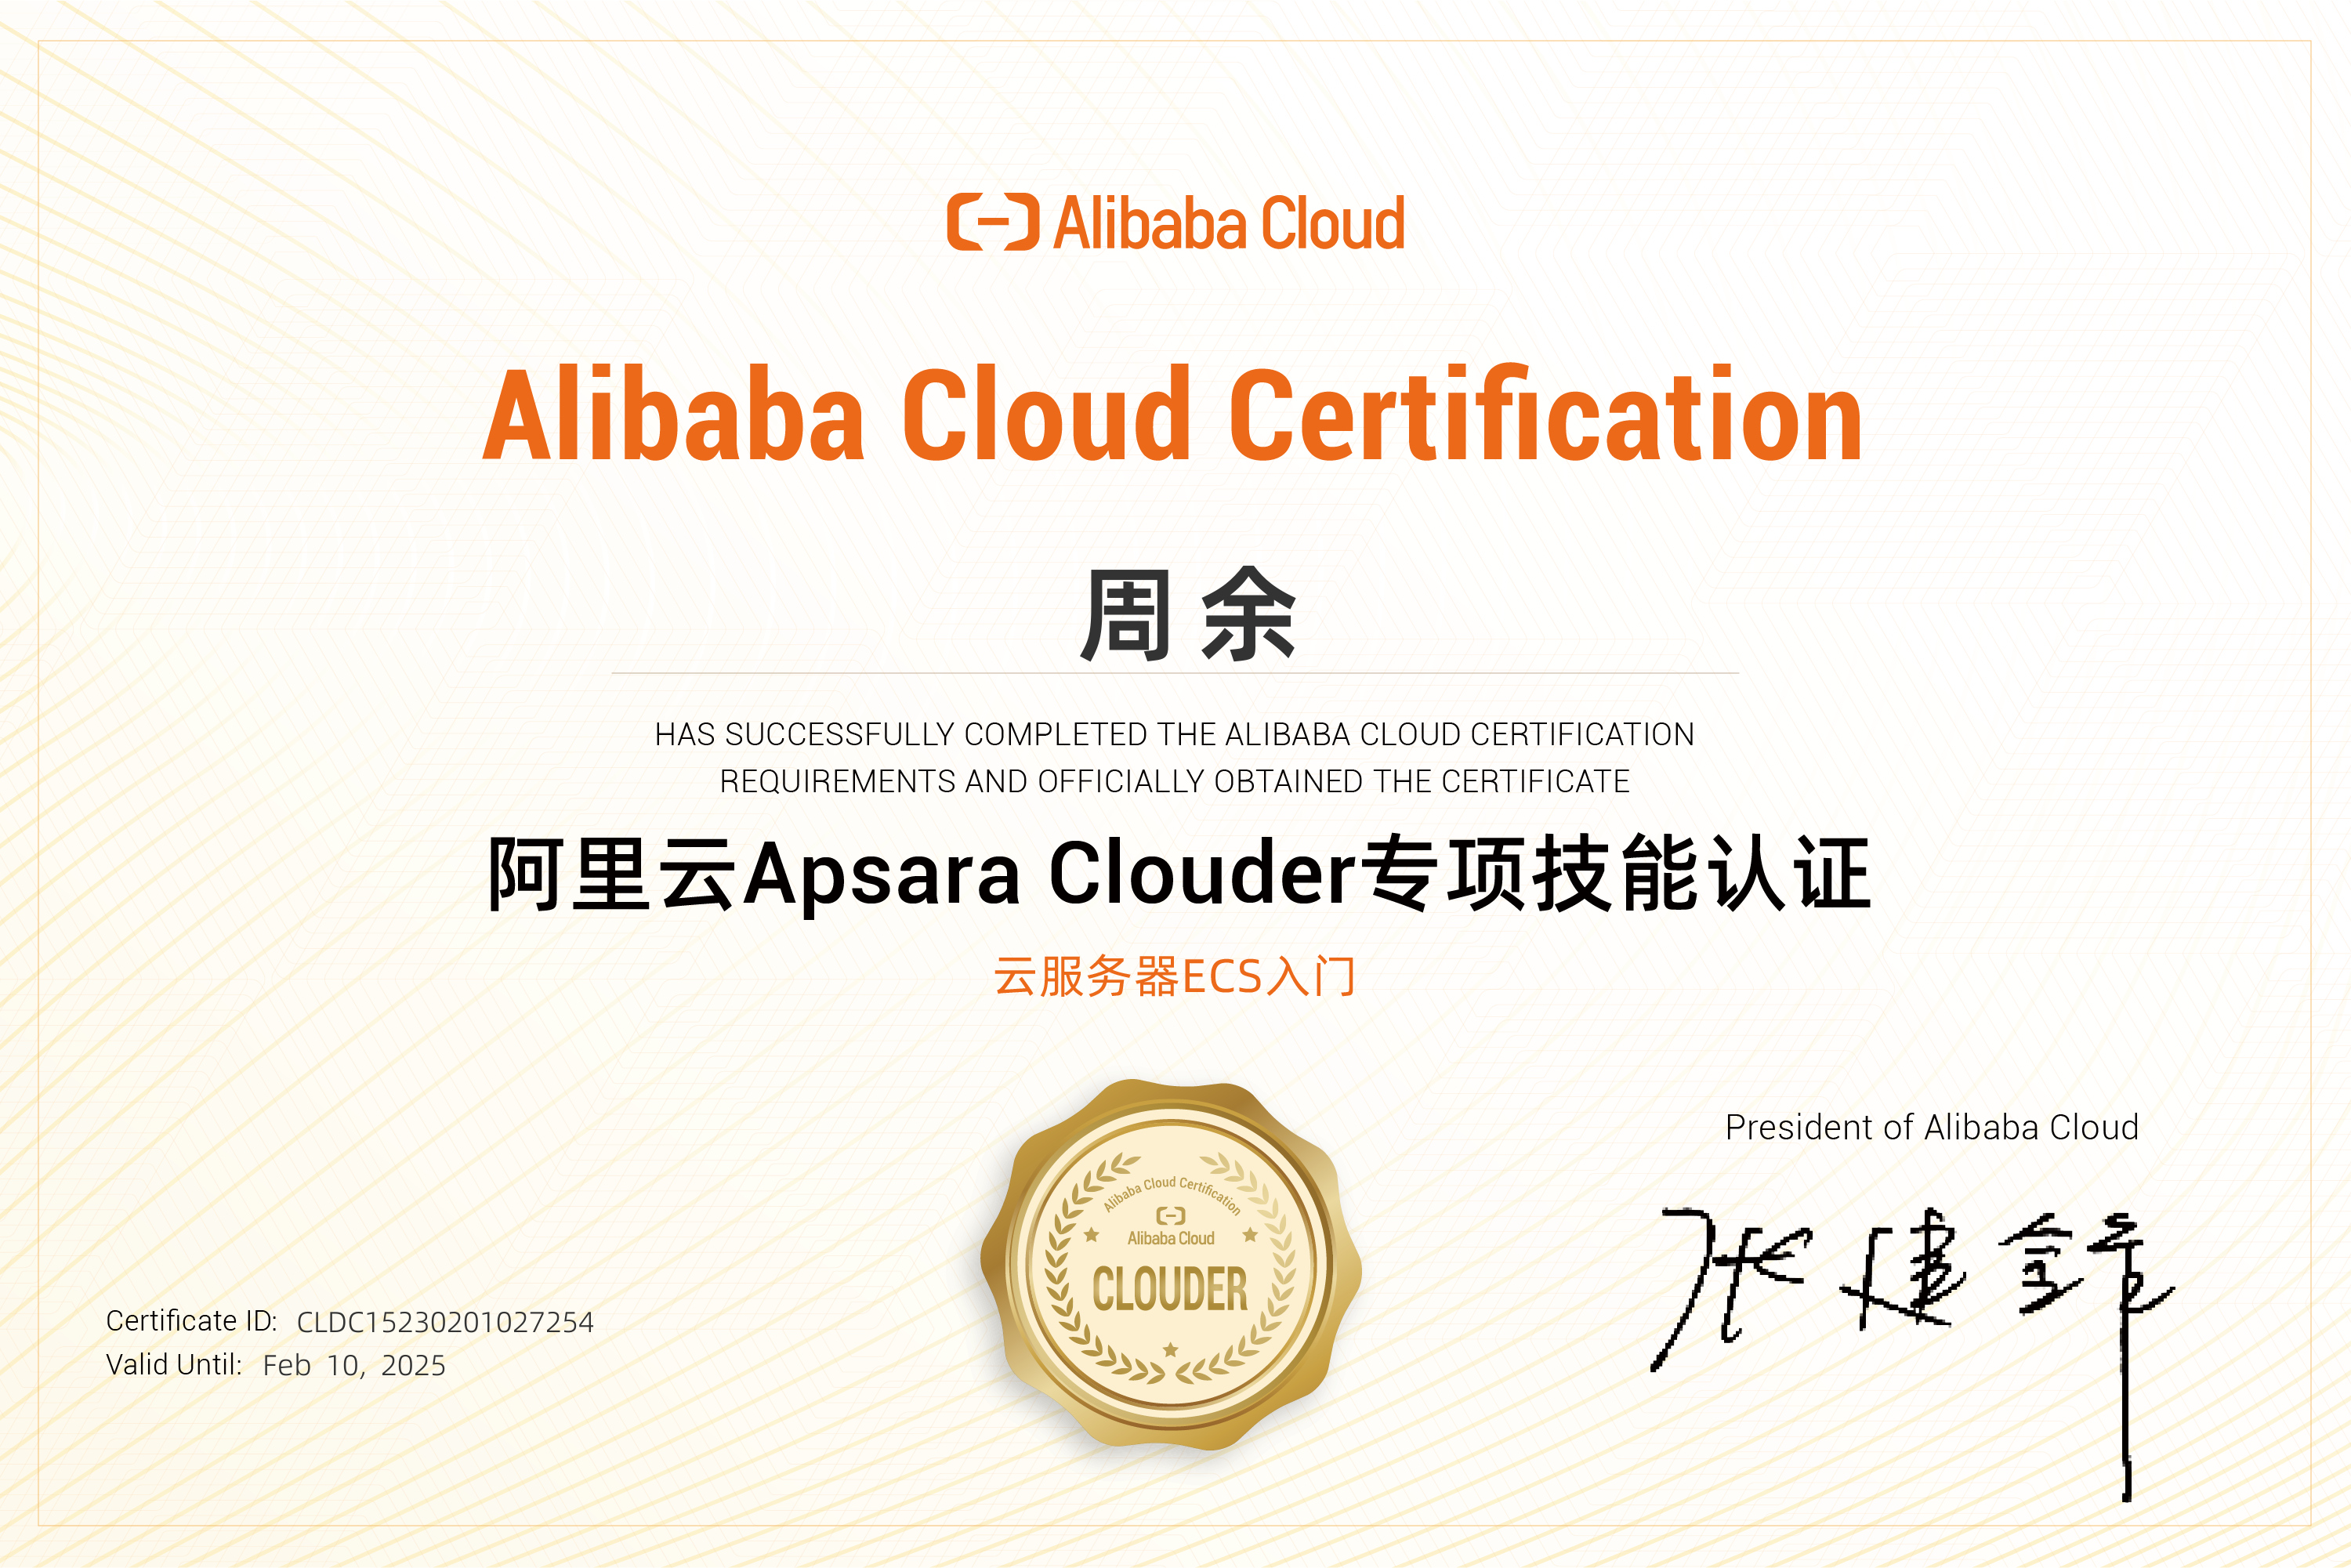 Alibaba Cloud
Alibaba Cloud Certification
周余
HAS SUCCESSFULLY COMPLETED THE ALIBABA CLOUD CERTIFICATION
REQUIREMENTS AND OFFICIALLY OBTAINED THE CERTIFICATE
阿里云Apsara Clouder专项技能认证
云服务器ECS入门
Alibaba Cloud Certification
Alibaba Cloud
CLOUDER
President of Alibaba Cloud
Certificate ID: CLDC15230201027254
Valid Until: Feb 10, 2025